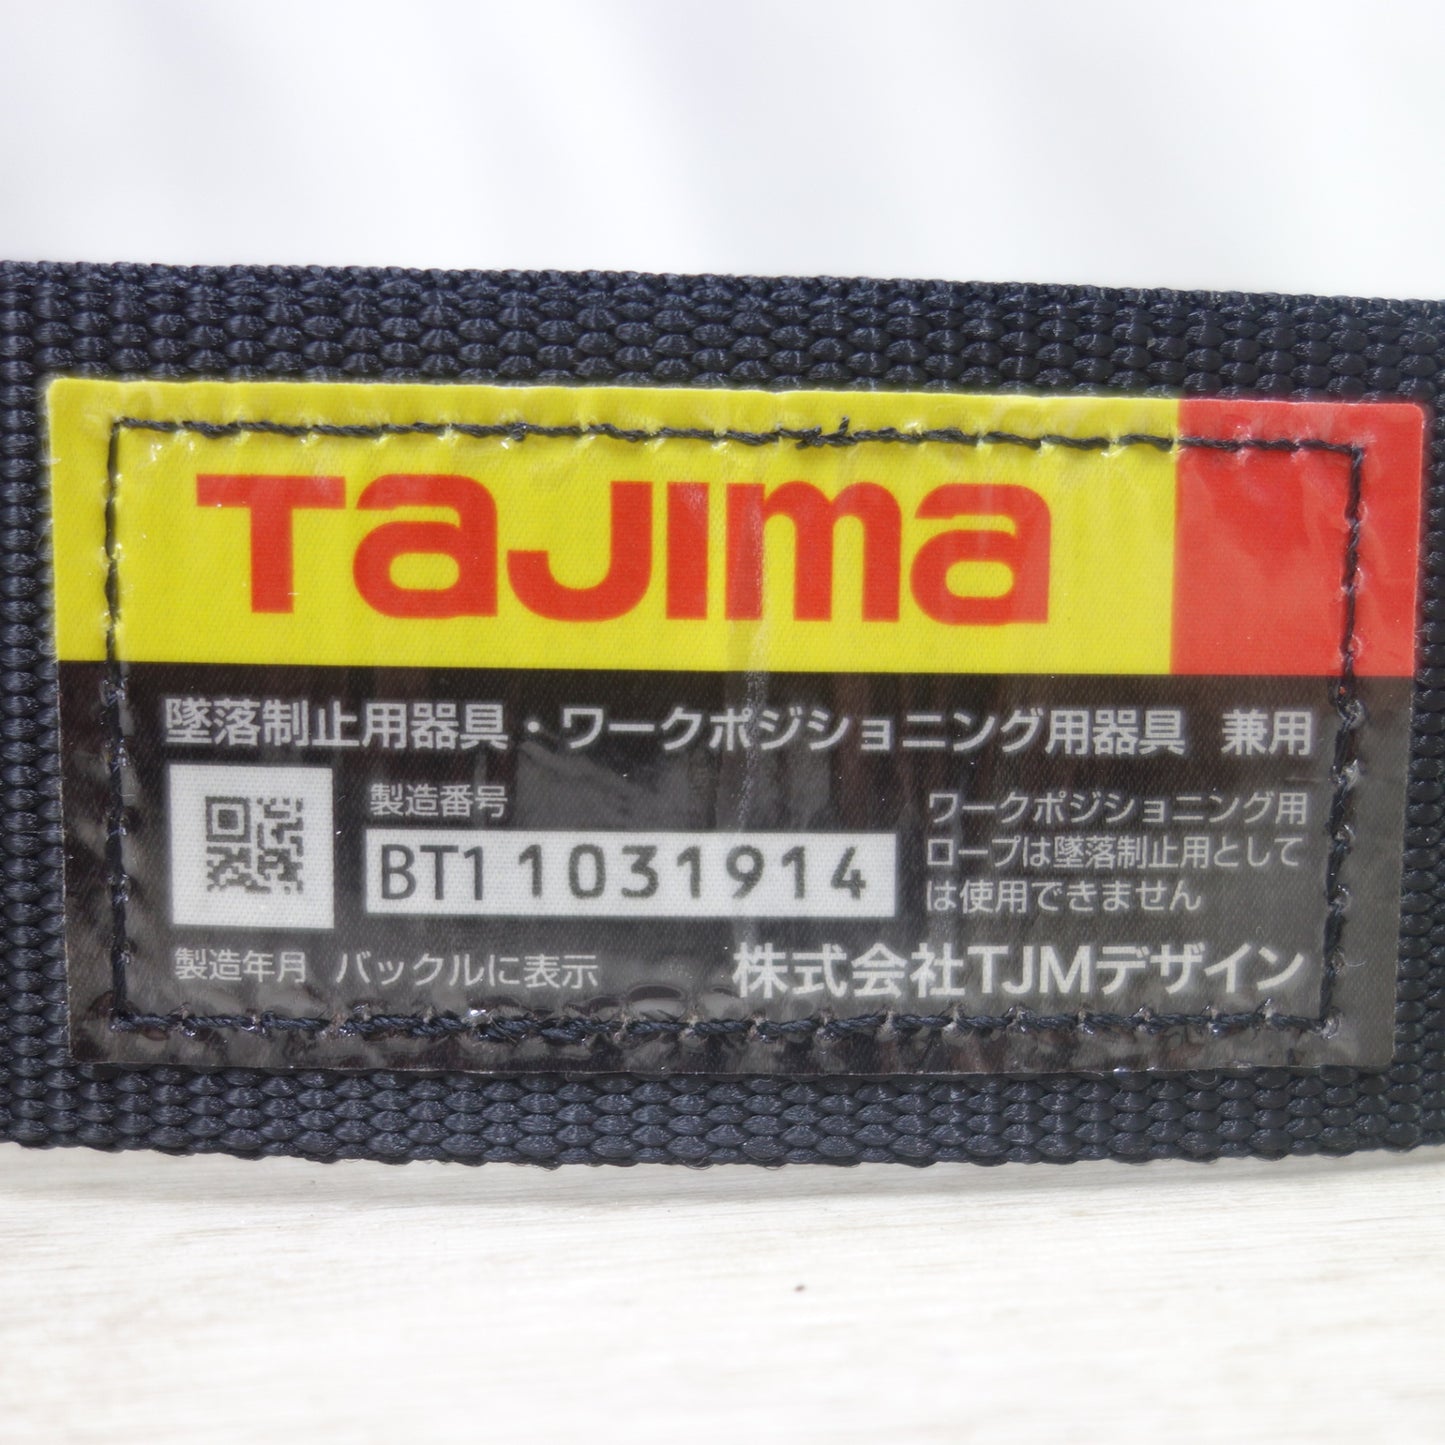 TaJIma
墜落制止用器具・ワークポジショニング用器具 兼用
製造番号
BT1 1031914
ワークポジショニング用
ロープは墜落制止用として
は使用できません
製造年月 バックルに表示
株式会社TJMデザイン